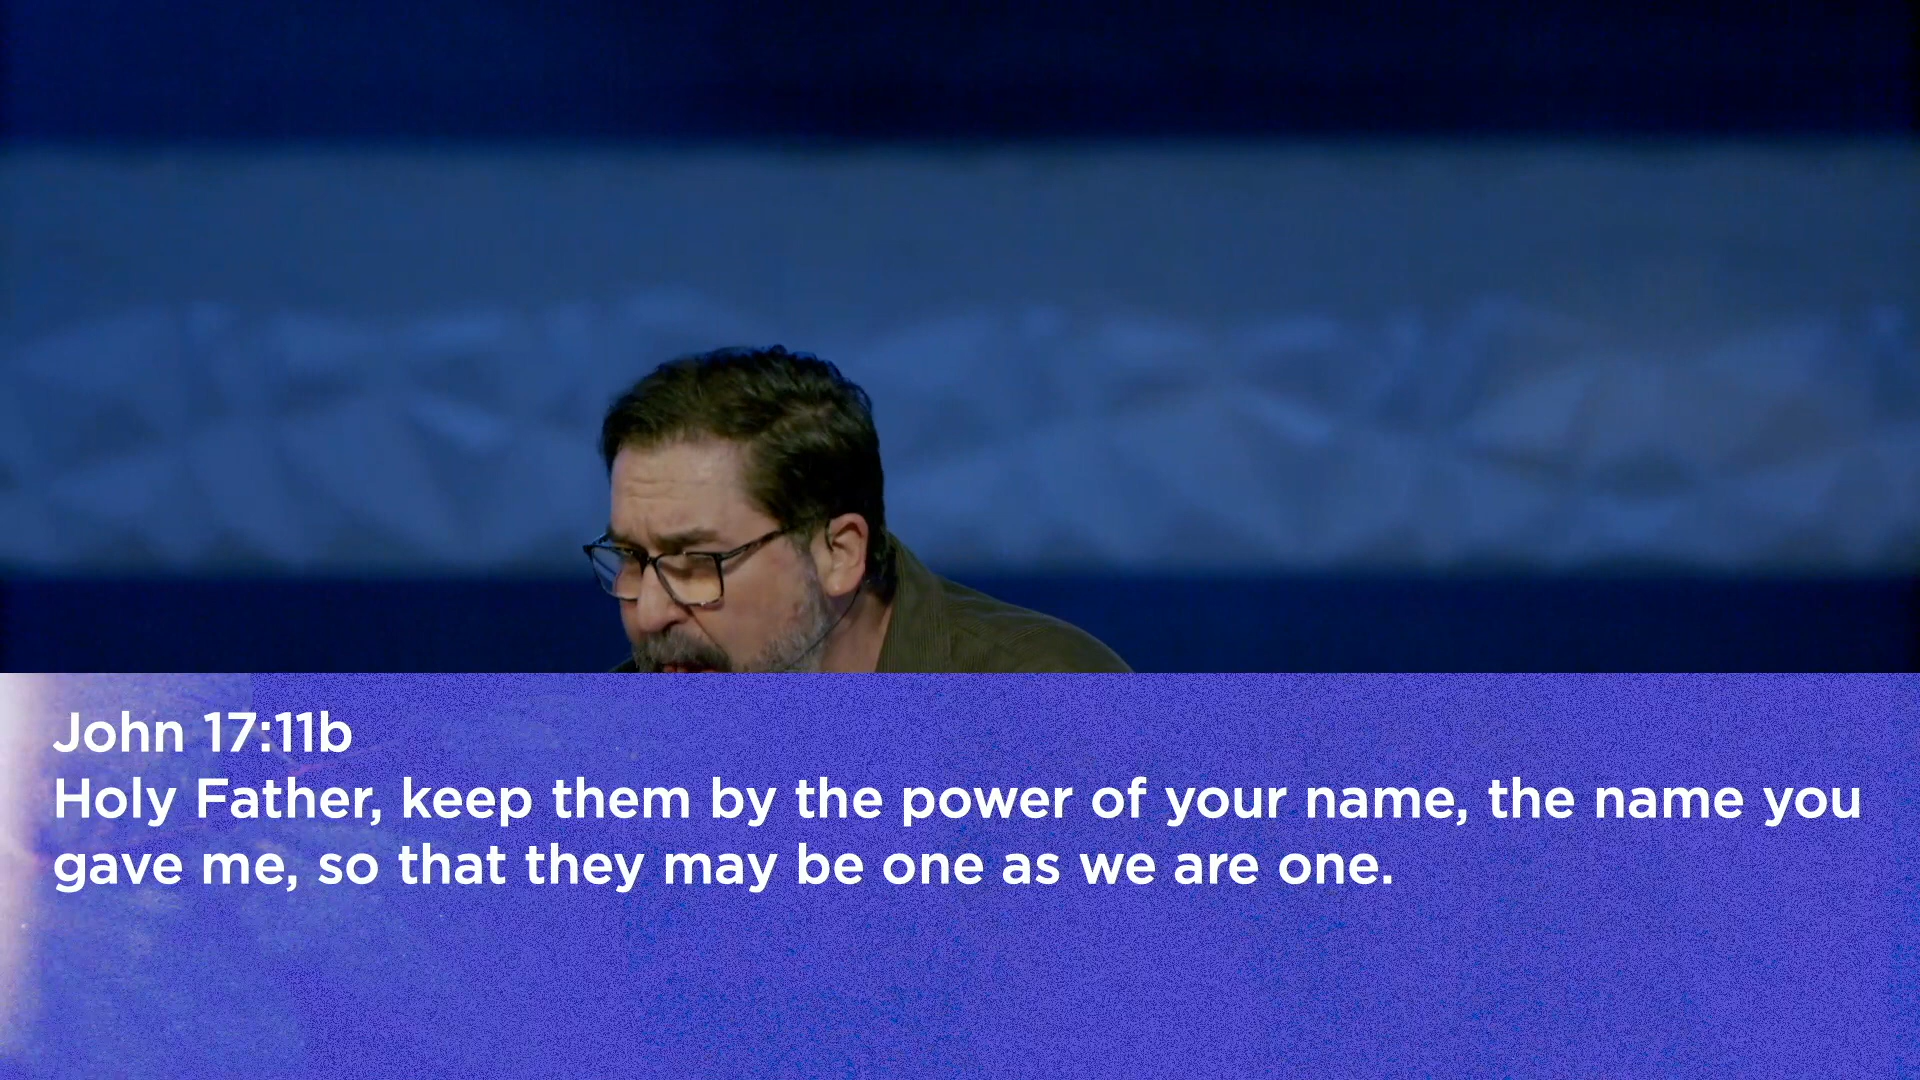 John 17:11b
Holy Father, keep them by the power of your name, the name you
gave me, so that they may be one as we are one.